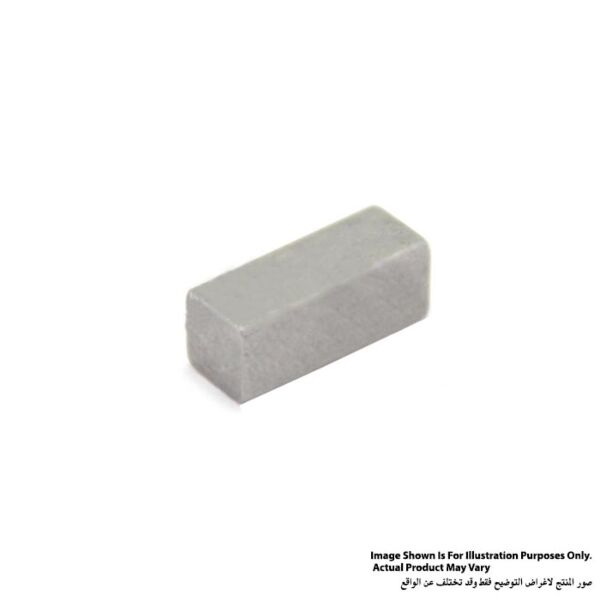 Image Shown Is For Illustration Purposes Only.
Actual Product May Vary
صور المنتج لاغراض التوضيح فقط وقد تختلف عن الواقع